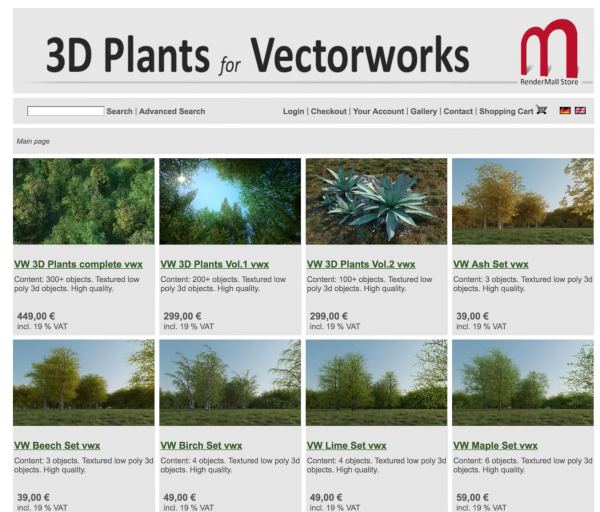 3D Plants for Vectorworks
RenderMall Store
Search | Advanced Search
Login | Checkout | Your Account | Gallery | Contact | Shopping Cart
Main page
VW 3D Plants complete vwx
Content: 300+ objects. Textured low
poly 3d objects. High quality.
449,00 €
incl. 19 % VAT
VW 3D Plants Vol.1 vwx
Content: 200+ objects. Textured low
poly 3d objects. High quality.
299,00 €
incl. 19 % VAT
VW 3D Plants Vol.2 vwx
Content: 100+ objects. Textured low
poly 3d objects. High quality.
299,00 €
incl. 19 % VAT
VW Ash Set vwx
Content: 3 objects. Textured low poly 3d
objects. High quality.
39,00 €
incl. 19 % VAT
VW Beech Set vwx
Content: 3 objects. Textured low poly 3d
objects. High quality.
39,00 €
incl. 19 % VAT
VW Birch Set vwx
Content: 4 objects. Textured low poly 3d
objects. High quality.
49,00 €
incl. 19 % VAT
VW Lime Set vwx
Content: 4 objects. Textured low poly 3d
objects. High quality.
49,00 €
incl. 19 % VAT
VW Maple Set vwx
Content: 6 objects. Textured low poly 3d
objects. High quality.
59,00 €
incl. 19 % VAT